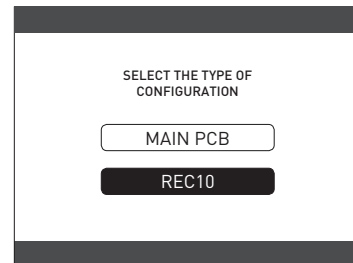 SELECT THE TYPE OF
CONFIGURATION
MAIN PCB
REC10